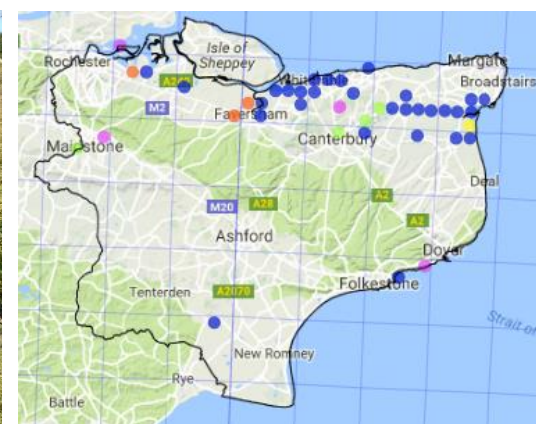 Isle of
Sheppey
Rochester
Margate
Whitstable
Broadstairs
M2
Faversham
Canterbury
Maidstone
Deal
A2
M20
A28
A2
Ashford
Dover
Folkestone
Tenterden
A2070
Strait o
New Romney
Rye
Battle